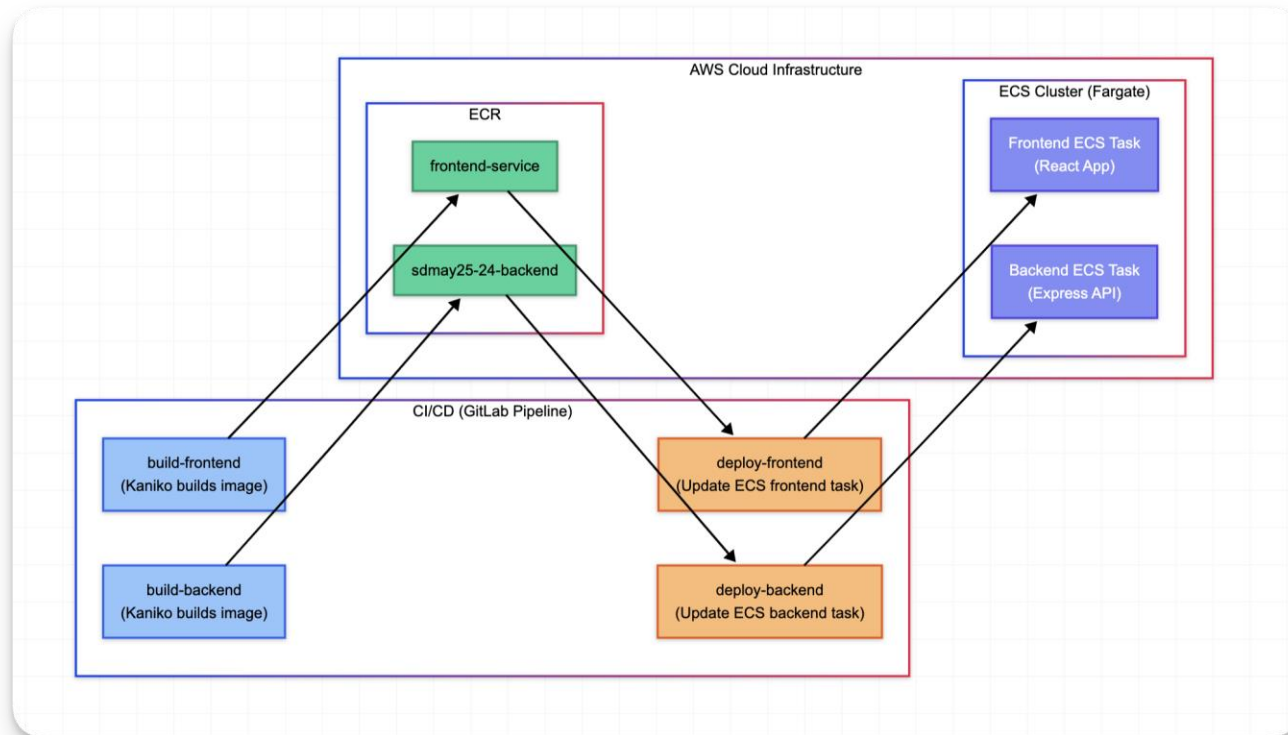 AWS Cloud Infrastructure
ECR
frontend-service
sdmay25-24-backend
ECS Cluster (Fargate)
Frontend ECS Task
(React App)
Backend ECS Task
(Express API)
CI/CD (GitLab Pipeline)
build-frontend
(Kaniko builds image)
build-backend
(Kaniko builds image)
deploy-frontend
(Update ECS frontend task)
deploy-backend
(Update ECS backend task)